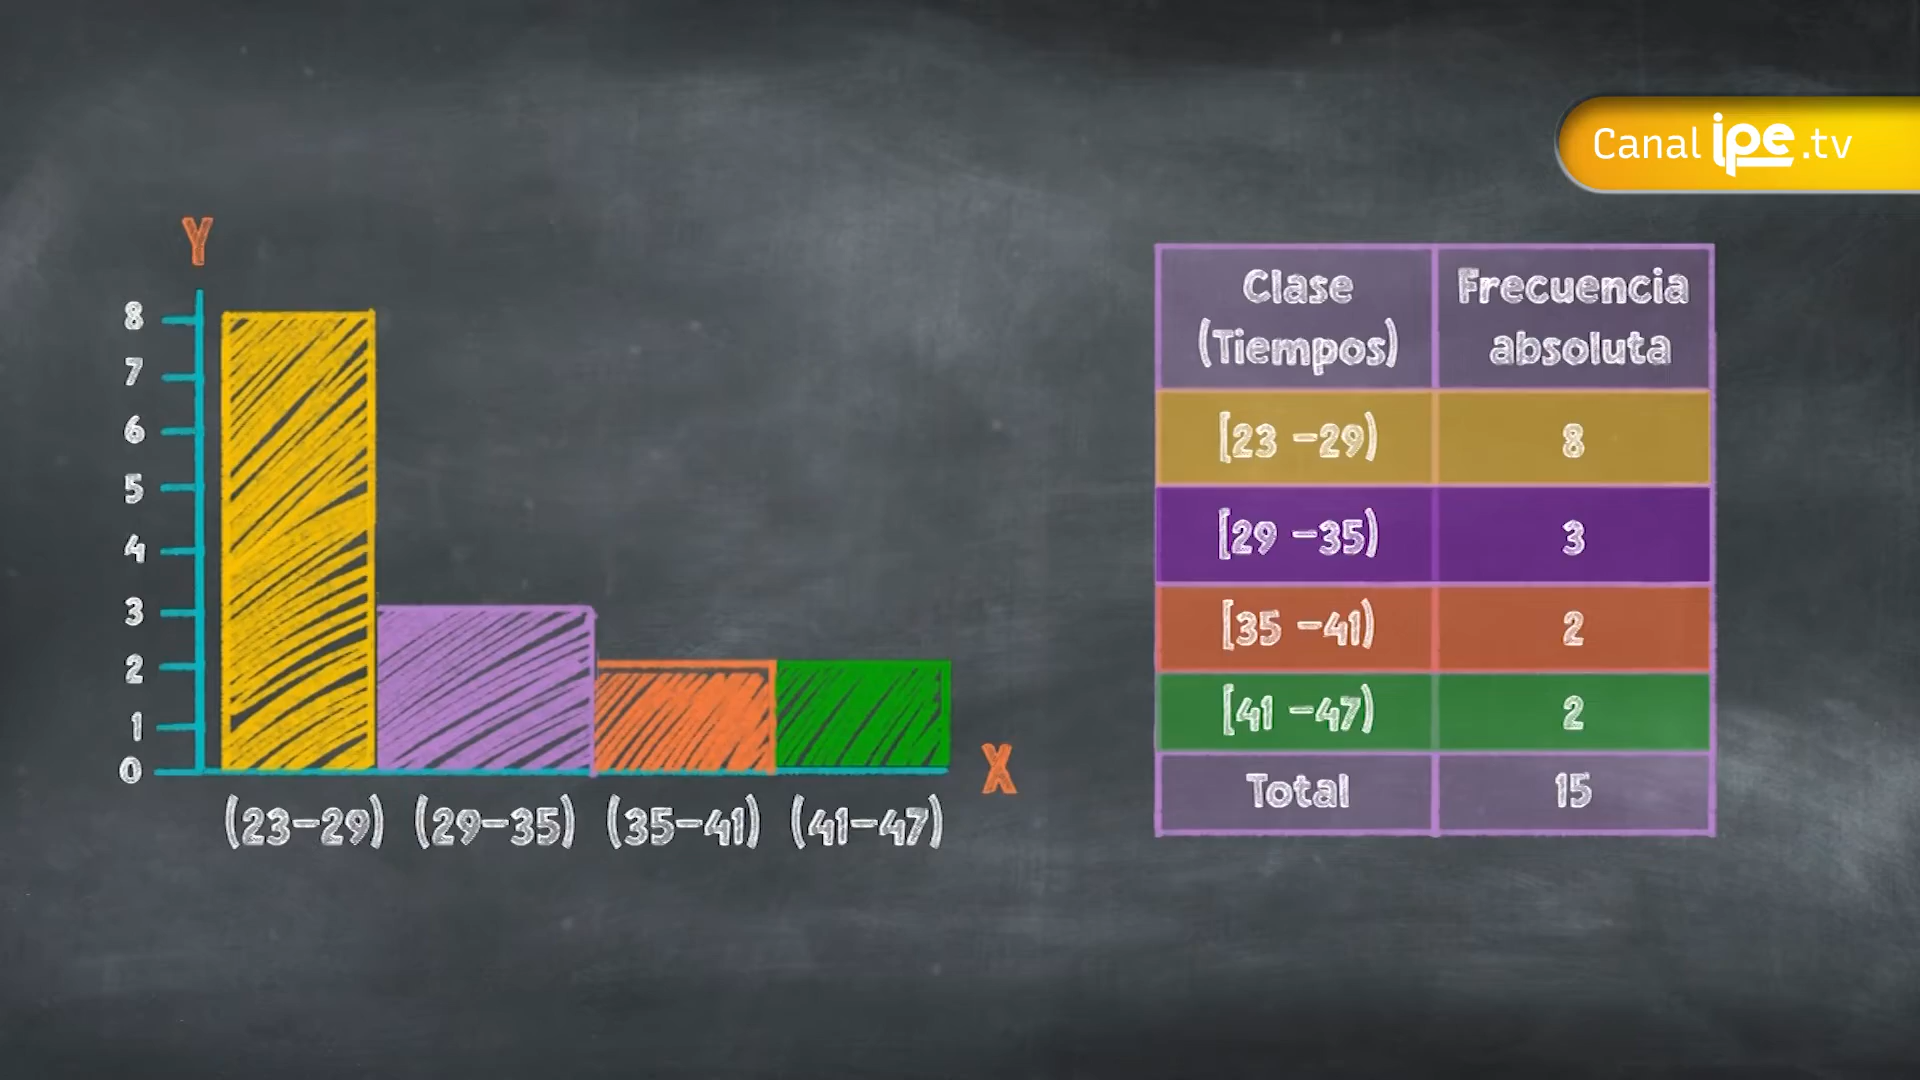 Canal ipe.tv
Y
8
7
6
5
4
3
2
1
0
X
(23-29) (29-35) (35-41) (41-47)
Clase (Tiempos) Frecuencia absoluta
[23 -29) 8
[29 -35) 3
[35 -41) 2
[41 -47) 2
Total 15